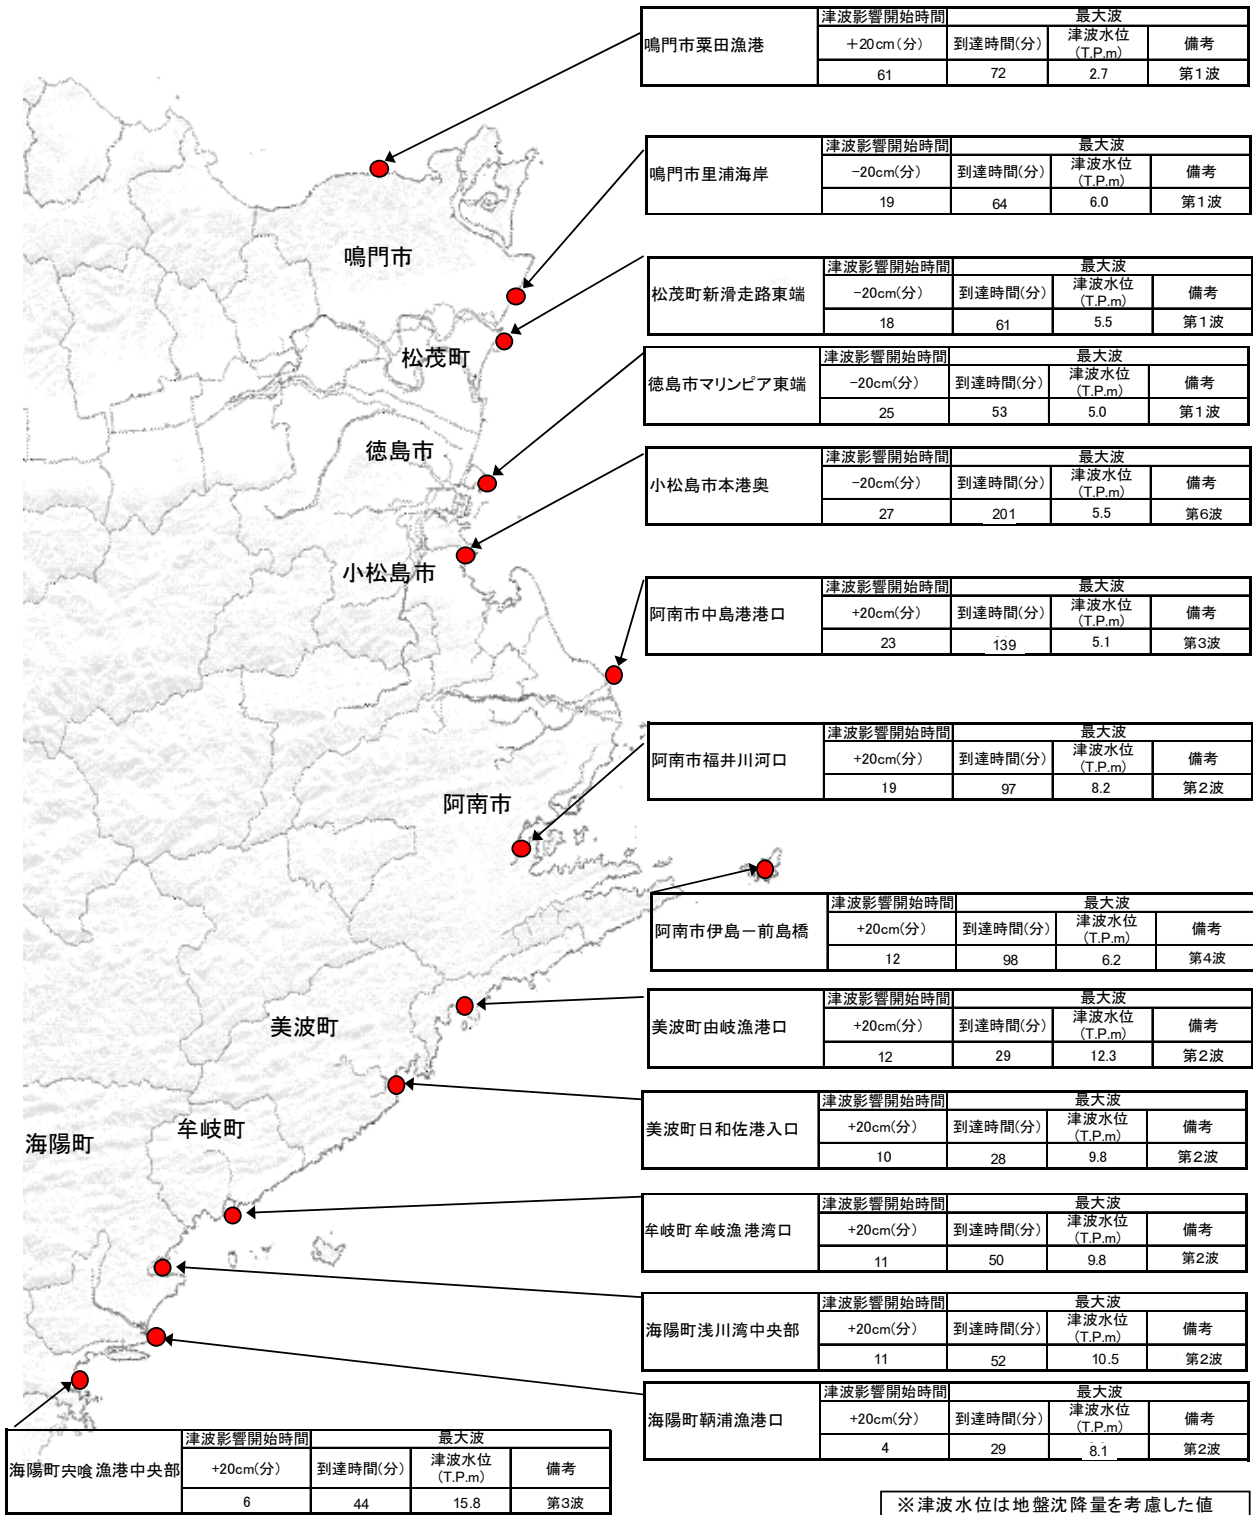 鳴門市粟田漁港
津波影響開始時間 最大波
+20cm(分) 到達時間(分) 津波水位(T.P.m) 備考
61 72 2.7 第1波
鳴門市里浦海岸
津波影響開始時間 最大波
-20cm(分) 到達時間(分) 津波水位(T.P.m) 備考
19 64 6.0 第1波
松茂町新滑走路東端
津波影響開始時間 最大波
-20cm(分) 到達時間(分) 津波水位(T.P.m) 備考
18 61 5.5 第1波
徳島市マリンピア東端
津波影響開始時間 最大波
-20cm(分) 到達時間(分) 津波水位(T.P.m) 備考
25 53 5.0 第1波
小松島市本港奥
津波影響開始時間 最大波
-20cm(分) 到達時間(分) 津波水位(T.P.m) 備考
27 201 5.5 第6波
阿南市中島港港口
津波影響開始時間 最大波
+20cm(分) 到達時間(分) 津波水位(T.P.m) 備考
23 139 5.1 第3波
阿南市福井川河口
津波影響開始時間 最大波
+20cm(分) 到達時間(分) 津波水位(T.P.m) 備考
19 97 8.2 第2波
阿南市伊島－前島橋
津波影響開始時間 最大波
+20cm(分) 到達時間(分) 津波水位(T.P.m) 備考
12 98 6.2 第4波
美波町由岐漁港口
津波影響開始時間 最大波
+20cm(分) 到達時間(分) 津波水位(T.P.m) 備考
12 29 12.3 第2波
美波町日和佐港入口
津波影響開始時間 最大波
+20cm(分) 到達時間(分) 津波水位(T.P.m) 備考
10 28 9.8 第2波
牟岐町牟岐漁港湾口
津波影響開始時間 最大波
+20cm(分) 到達時間(分) 津波水位(T.P.m) 備考
11 50 9.8 第2波
海陽町浅川湾中央部
津波影響開始時間 最大波
+20cm(分) 到達時間(分) 津波水位(T.P.m) 備考
11 52 10.5 第2波
海陽町鞆浦漁港口
津波影響開始時間 最大波
+20cm(分) 到達時間(分) 津波水位(T.P.m) 備考
4 29 8.1 第2波
海陽町宍喰漁港中央部
津波影響開始時間 最大波
+20cm(分) 到達時間(分) 津波水位(T.P.m) 備考
6 44 15.8 第3波
鳴門市
松茂町
徳島市
小松島市
阿南市
美波町
牟岐町
海陽町
※津波水位は地盤沈降量を考慮した値